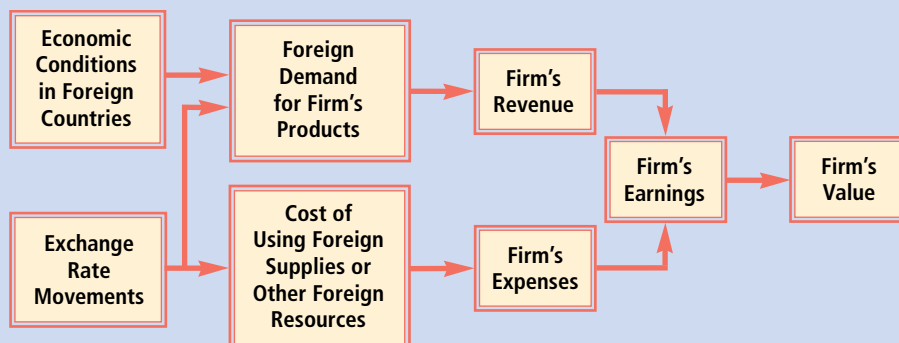 Economic
Conditions
in Foreign
Countries
Foreign
Demand
for Firm's
Products
Firm's
Revenue
Firm's
Earnings
Firm's
Value
Exchange
Rate
Movements
Cost of
Using Foreign
Supplies or
Other Foreign
Resources
Firm's
Expenses